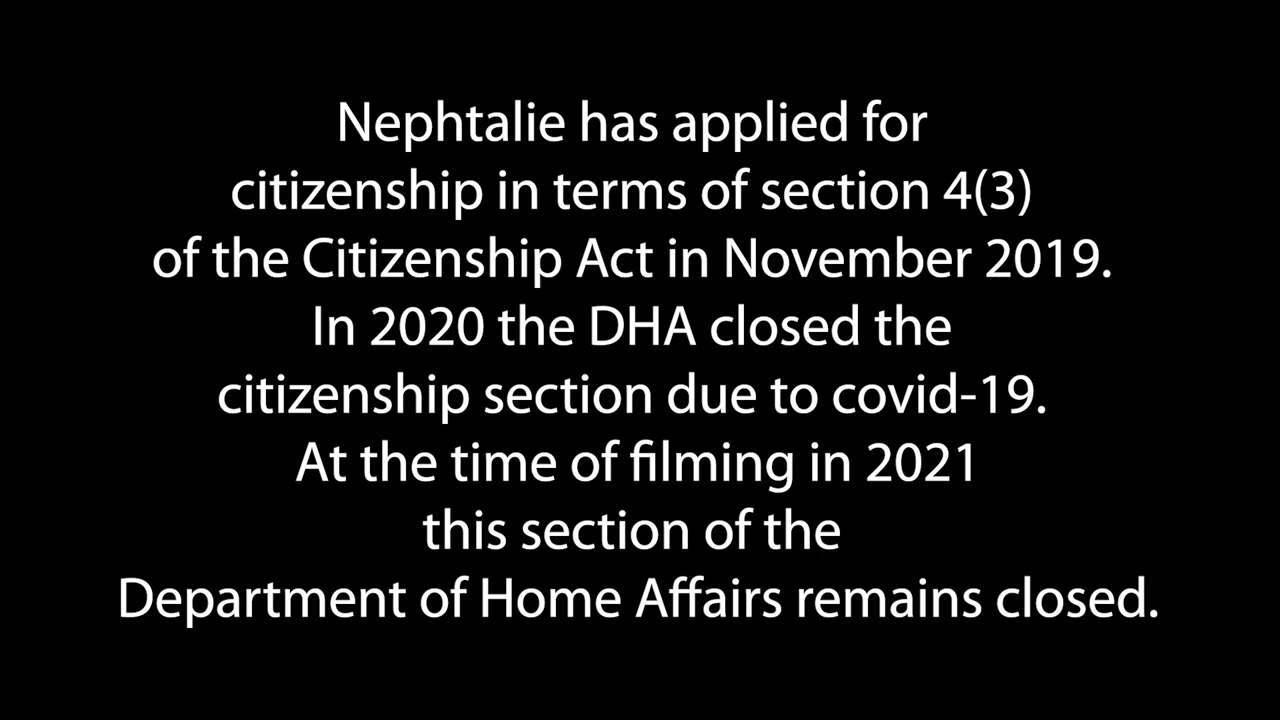 Nephtalie has applied for
citizenship in terms of section 4(3)
of the Citizenship Act in November 2019.
In 2020 the DHA closed the
citizenship section due to covid-19.
At the time of filming in 2021
this section of the
Department of Home Affairs remains closed.